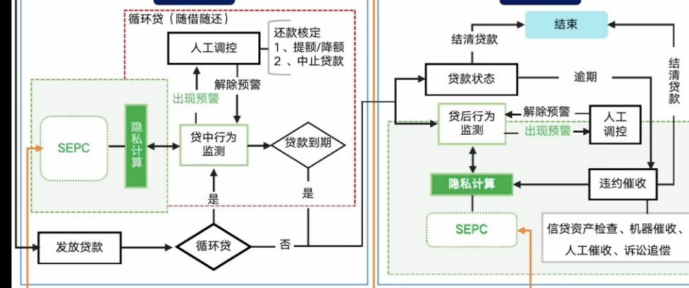 循环贷（随借随还）
人工调控
还款核定
1、提额/降额
2、中止贷款
解除预警
出现预警
SEPC
隐私计算
贷中行为
监测
贷款到期
是
是
发放贷款
循环贷
否
结束
结清贷款
贷款状态
逾期
结清贷款
贷后行为
监测
解除预警
出现预警
人工
调控
隐私计算
违约催收
SEPC
信贷资产检查、机器催收、
人工催收、诉讼追偿